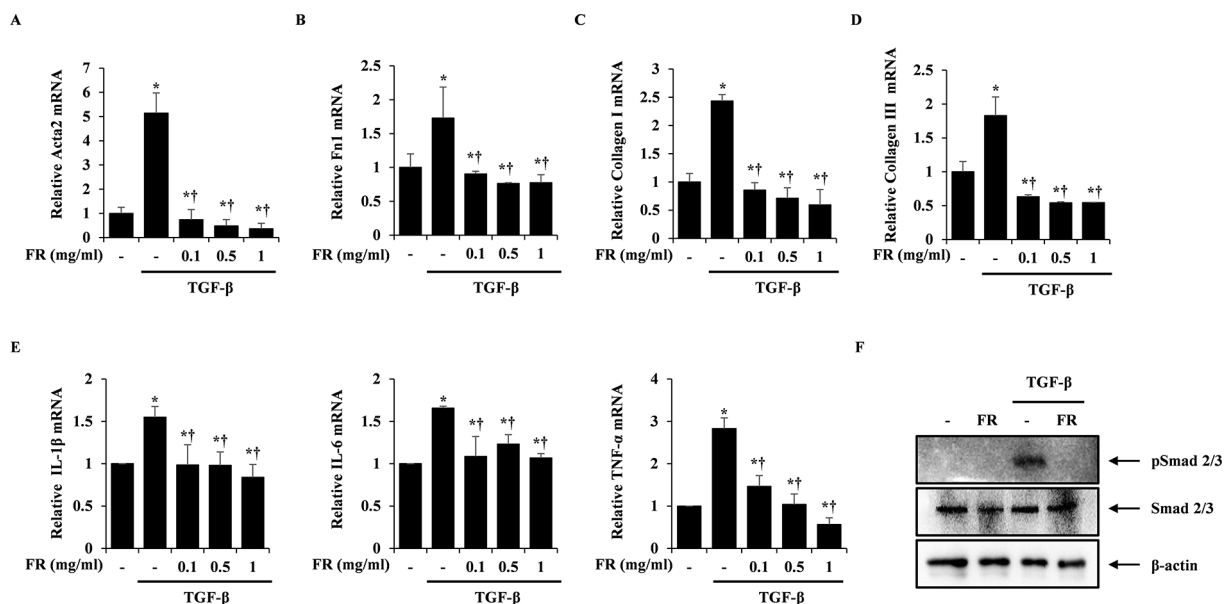 A
Relative Acta2 mRNA
7
6
5
4
3
2
1
0
*
*†
*†
*†
FR (mg/ml) - - 0.1 0.5 1
TGF-β
B
Relative Fn1 mRNA
2.5
2
1.5
1
0.5
0
*
*†
*†
*†
FR (mg/ml) - - 0.1 0.5 1
TGF-β
C
Relative Collagen I mRNA
3
2.5
2
1.5
1
0.5
0
*
*†
*†
*†
FR (mg/ml) - - 0.1 0.5 1
TGF-β
D
Relative Collagen III mRNA
2.5
2
1.5
1
0.5
0
*
*†
*†
*†
FR (mg/ml) - - 0.1 0.5 1
TGF-β
E
Relative IL-1β mRNA
2
1.5
1
0.5
0
*
*†
*†
*†
FR (mg/ml) - - 0.1 0.5 1
TGF-β
Relative IL-6 mRNA
2
1.5
1
0.5
0
*
*†
*†
*†
FR (mg/ml) - - 0.1 0.5 1
TGF-β
Relative TNF-α mRNA
4
3
2
1
0
*
*†
*†
*†
FR (mg/ml) - - 0.1 0.5 1
TGF-β
F
TGF-β
- FR - FR
pSmad 2/3
Smad 2/3
β-actin